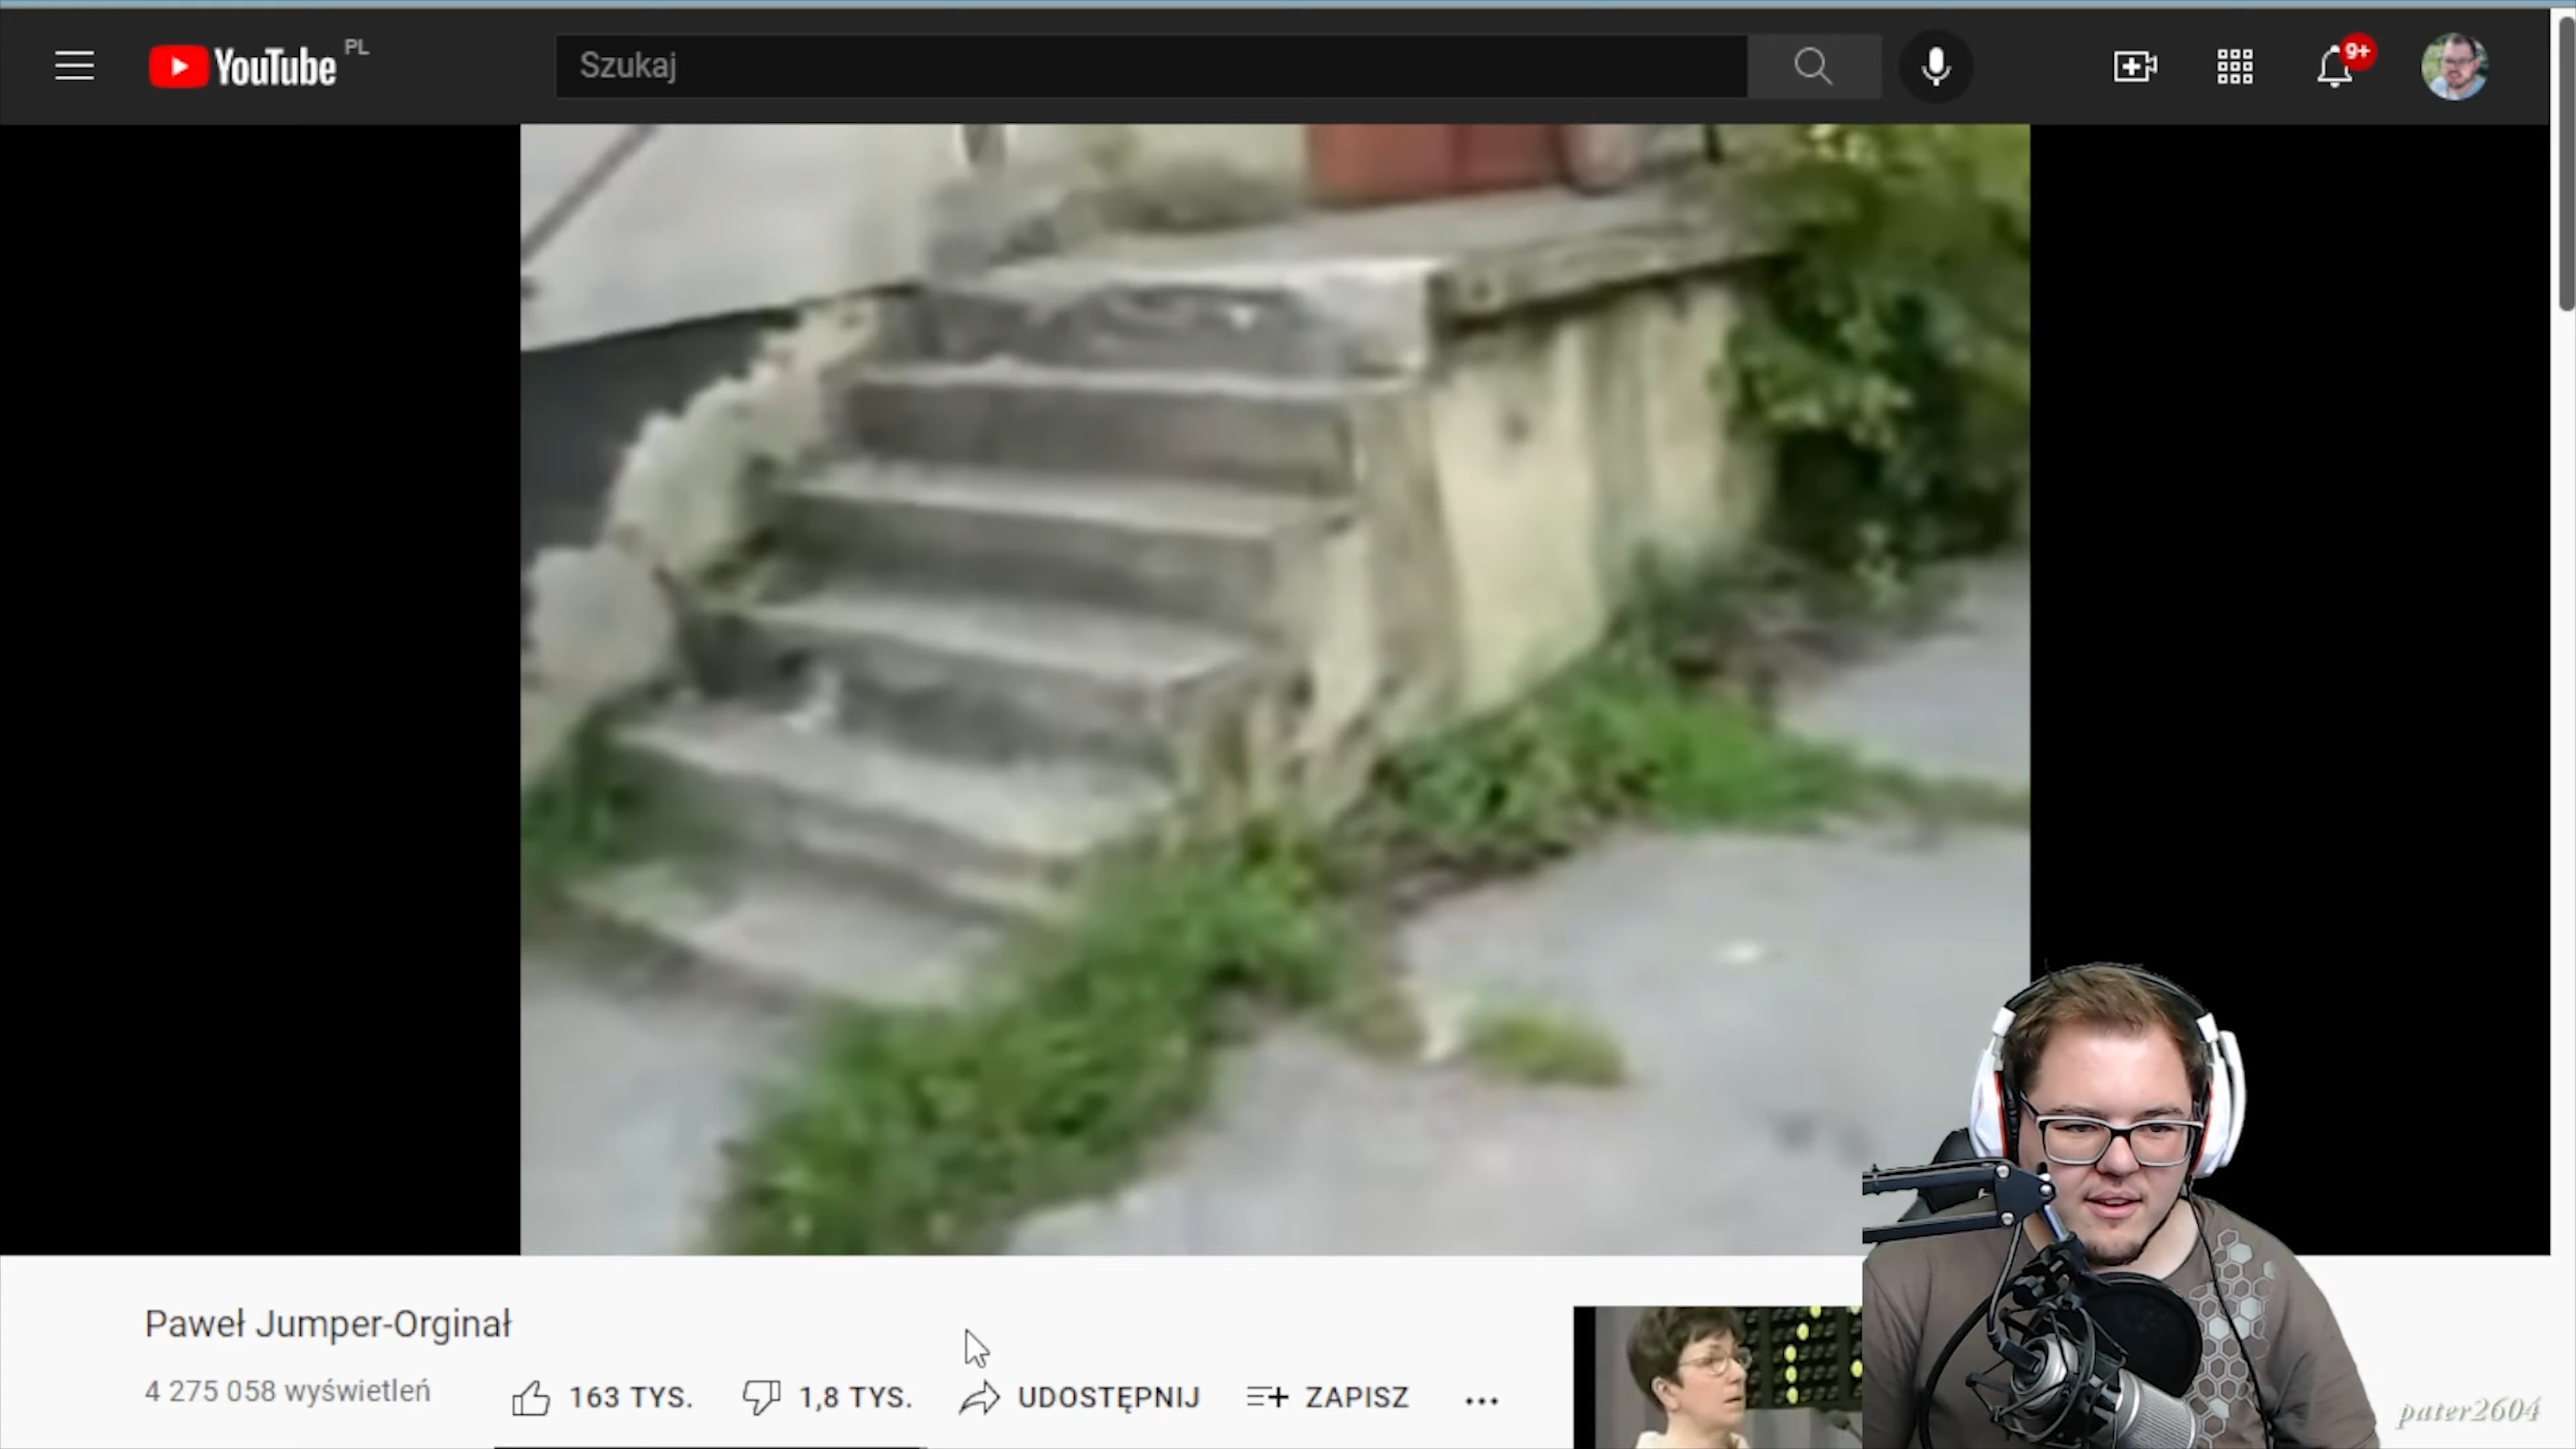 YouTube PL
Szukaj
9+
Paweł Jumper-Orginał
4 275 058 wyświetleń
163 TYS.
1,8 TYS.
UDOSTĘPNIJ
ZAPISZ
pater2604